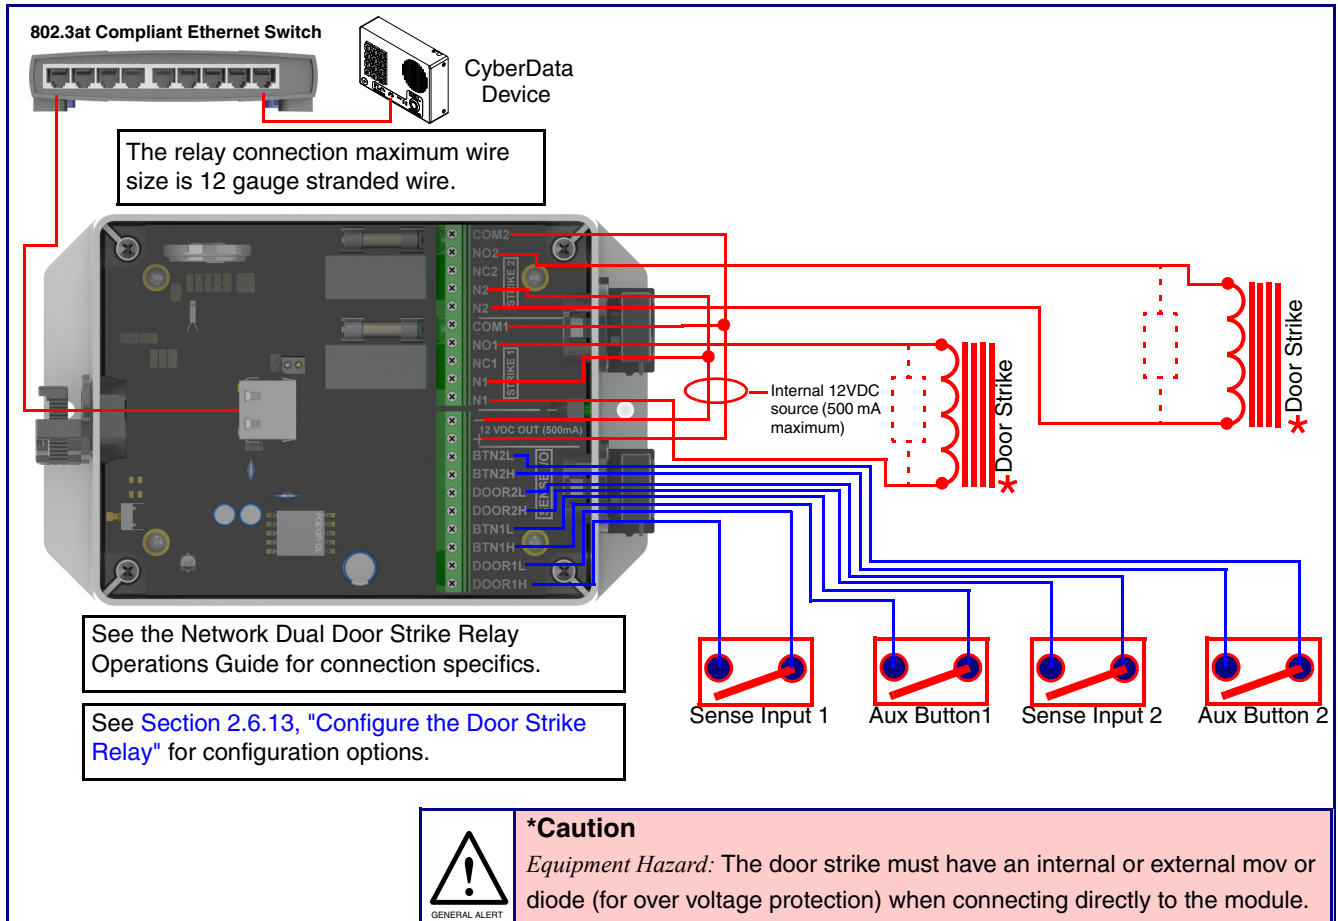 802.3at Compliant Ethernet Switch
CyberData
Device
The relay connection maximum wire
size is 12 gauge stranded wire.
COM2
NO2
NC2
N2
N2
STRIKE 2
COM1
NO1
NC1
N1
N1
STRIKE 1
-
12 VDC OUT (500mA)
+
BTN2L
BTN2H
DOOR2L
DOOR2H
BTN1L
BTN1H
DOOR1L
DOOR1H
SENSE I/O
POE13P-12L
Internal 12VDC
source (500 mA
maximum)
*Door Strike
*Door Strike
See the Network Dual Door Strike Relay
Operations Guide for connection specifics.
See Section 2.6.13, "Configure the Door Strike
Relay" for configuration options.
Sense Input 1
Aux Button1
Sense Input 2
Aux Button 2
GENERAL ALERT
*Caution
Equipment Hazard: The door strike must have an internal or external mov or
diode (for over voltage protection) when connecting directly to the module.